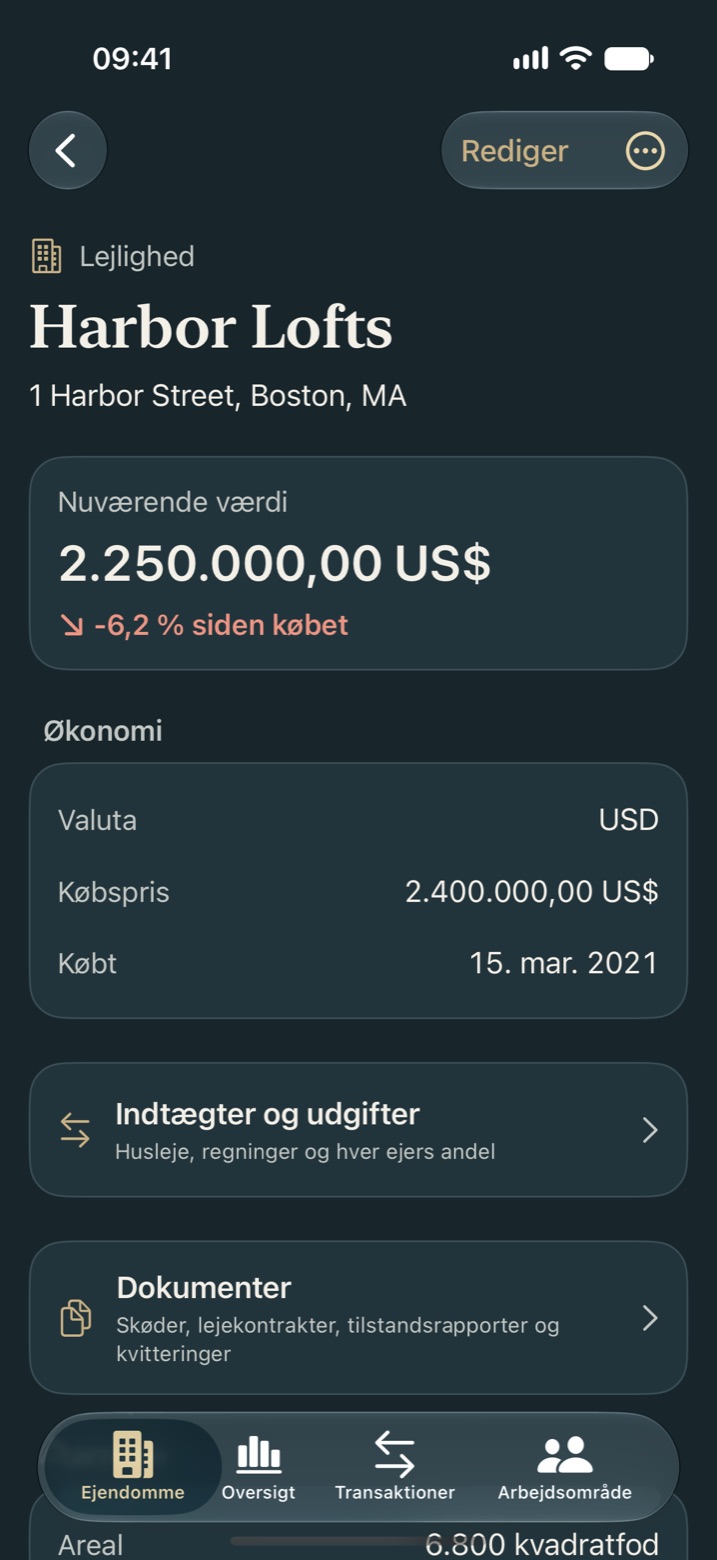 09:41
Rediger
Lejlighed
Harbor Lofts
1 Harbor Street, Boston, MA
Nuværende værdi
2.250.000,00 US$
-6,2 % siden købet
Økonomi
Valuta USD
Købspris 2.400.000,00 US$
Købt 15. mar. 2021
Indtægter og udgifter
Husleje, regninger og hver ejers andel
Dokumenter
Skøder, lejekontrakter, tilstandsrapporter og
kvitteringer
Ejendomme Oversigt Transaktioner Arbejdsområde
Areal 6.800 kvadratfod